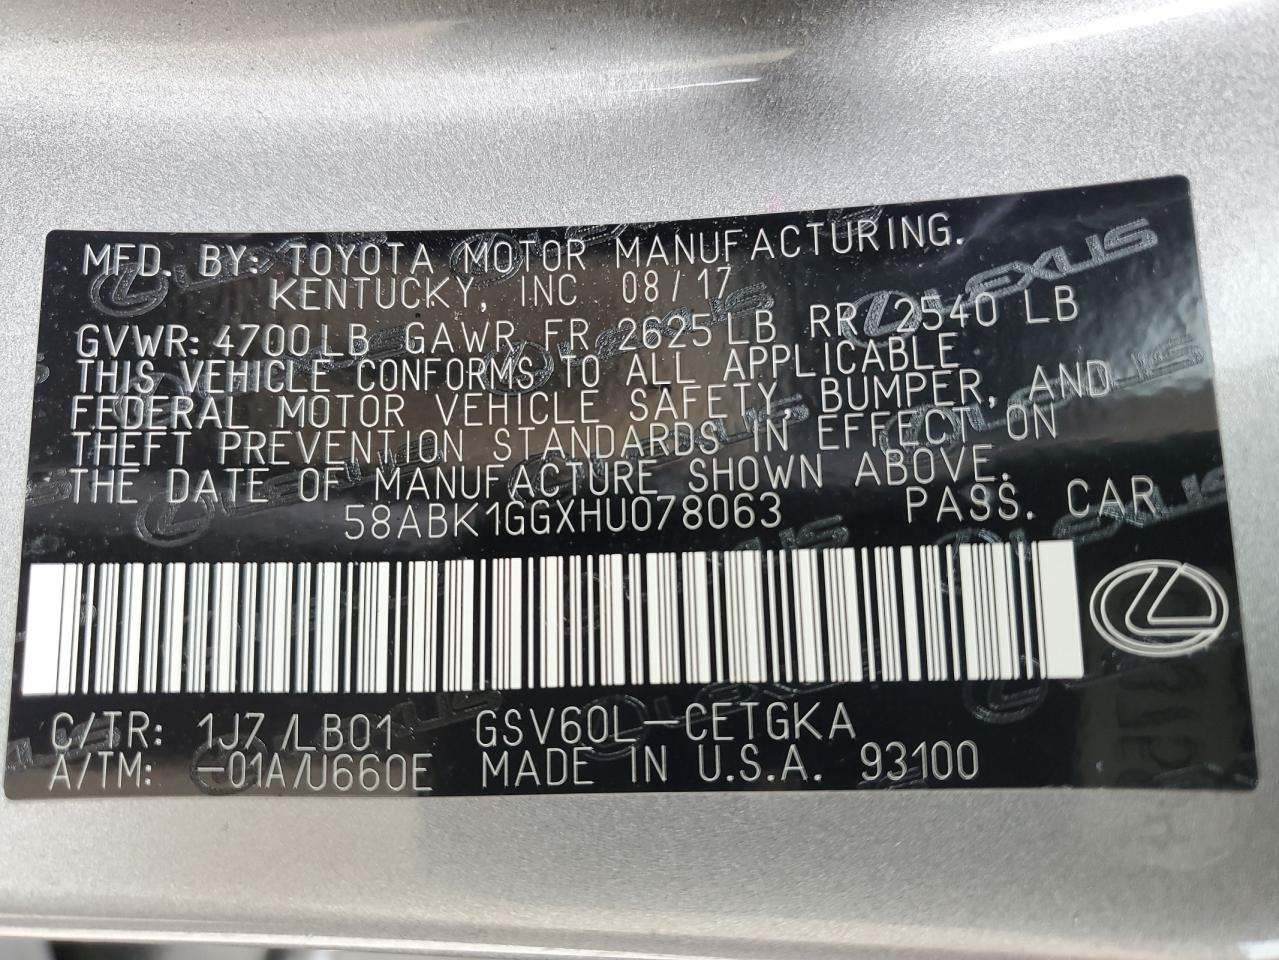 MFD. BY: TOYOTA MOTOR MANUFACTURING.
KENTUCKY, INC 08/17
GVWR: 4700LB GAWR FR 2625LB RR 2540 LB
THIS VEHICLE CONFORMS TO ALL APPLICABLE
FEDERAL MOTOR VEHICLE SAFETY, BUMPER, AND
THEFT PREVENTION STANDARDS IN EFFECT ON
THE DATE OF MANUFACTURE SHOWN ABOVE.
58ABK1GGXHU078063 PASS. CAR
C/TR: 1J7 /LB01 GSV60L-CETGKA
A/TM: -01A/U660E MADE IN U.S.A. 93100
LEXUS